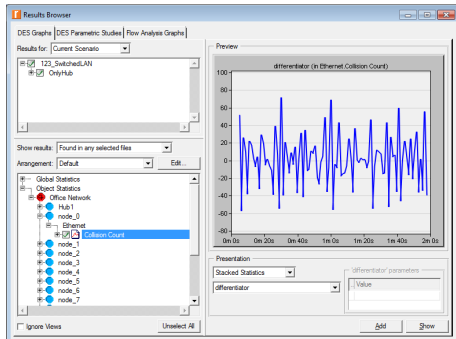 Results Browser
DES Graphs DES Parametric Studies Flow Analysis Graphs
Results for: Current Scenario
123_SwitchedLAN
OnlyHub
Show results: Found in any selected files
Arrangement: Default Edit...
Global Statistics
Object Statistics
Office Network
Hub1
node_0
Ethernet
Collision Count
node_1
node_2
node_3
node_4
node_5
node_6
node_7
Ignore Views Unselect All
Preview
differentiator (in Ethernet.Collision Count)
100
80
60
40
20
0
-20
-40
-60
-80
0m 0s 0m 20s 0m 40s 1m 0s 1m 20s 1m 40s 2m 0s
Presentation
Stacked Statistics
differentiator
'differentiator' parameters
Value
Add Show